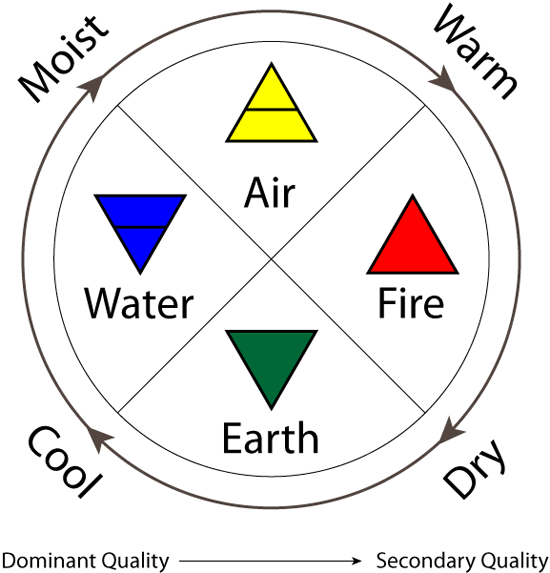 Moist
Warm
Air
Water
Fire
Earth
Cool
Dry
Dominant Quality
Secondary Quality